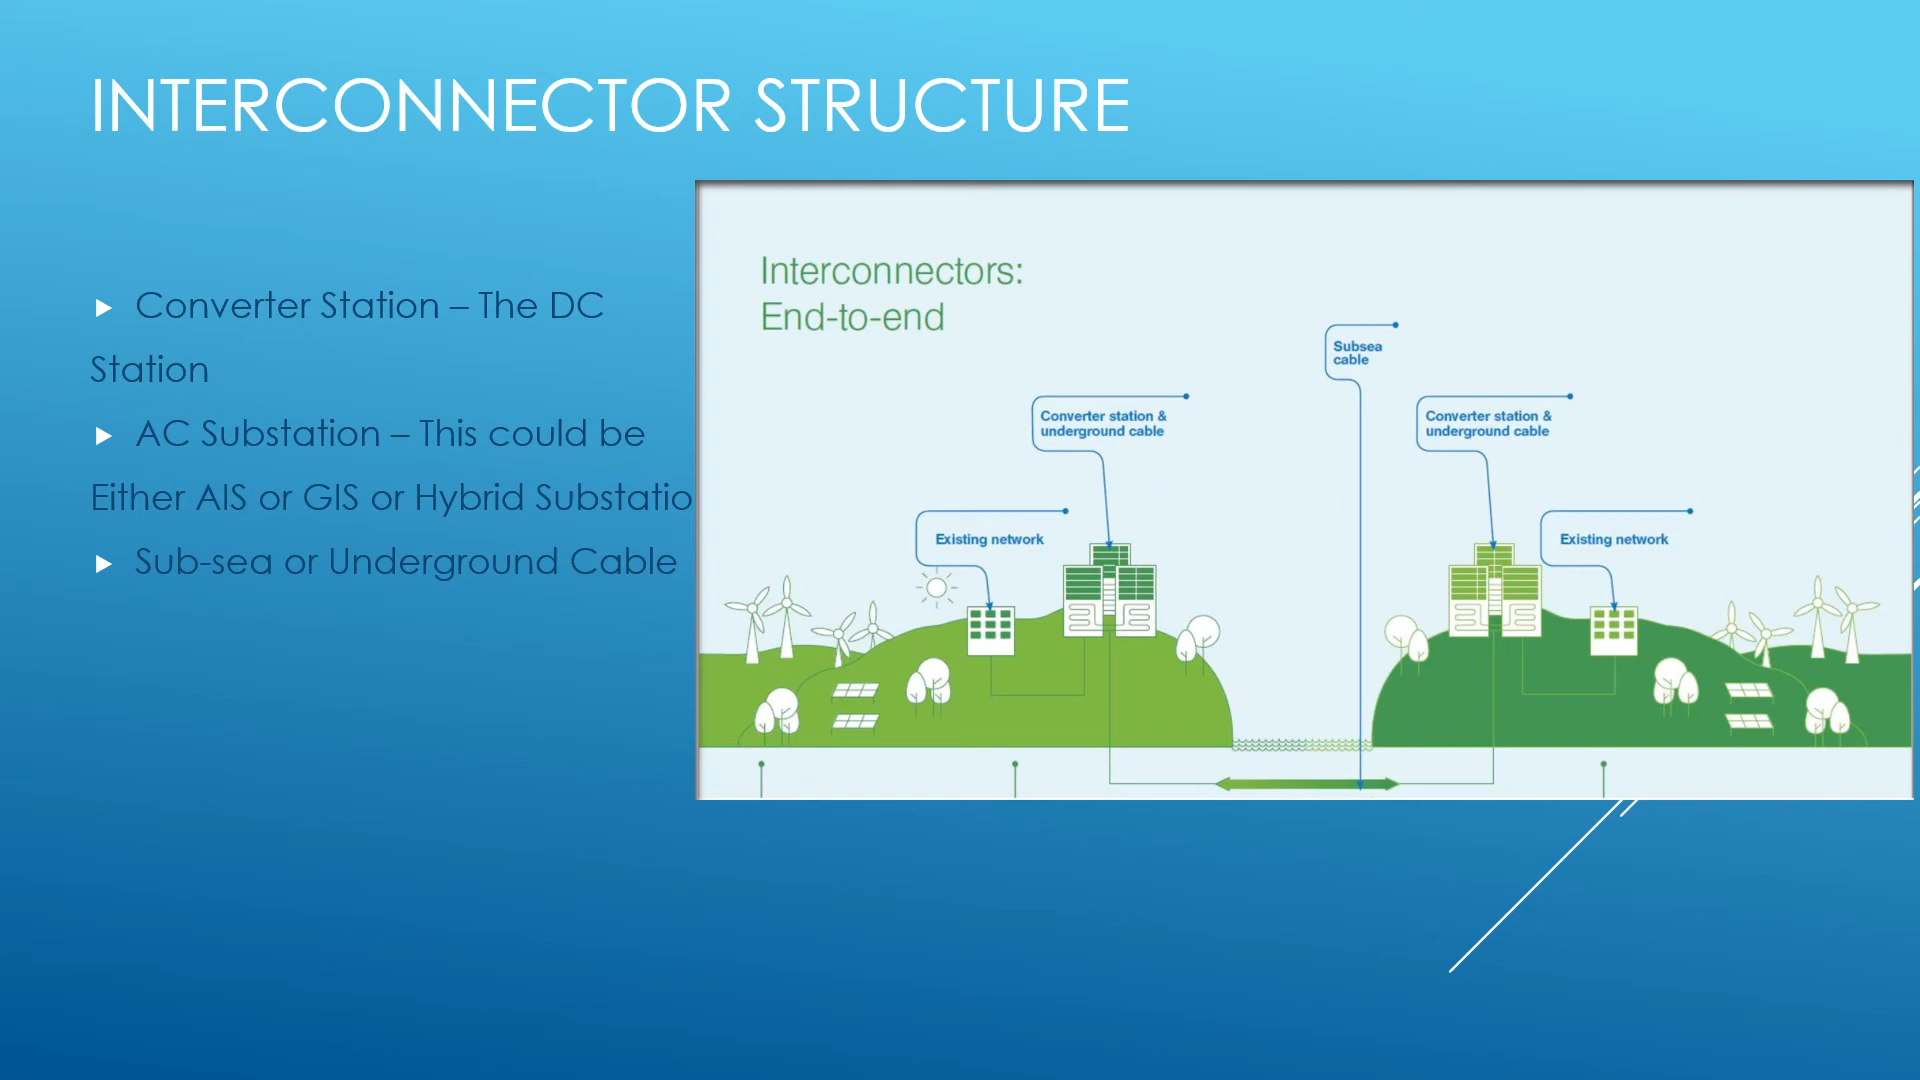 INTERCONNECTOR STRUCTURE
Converter Station – The DC
Station
AC Substation – This could be
Either AIS or GIS or Hybrid Substatio
Sub-sea or Underground Cable
Interconnectors:
End-to-end
Subsea
cable
Converter station &
underground cable
Converter station &
underground cable
Existing network
Existing network